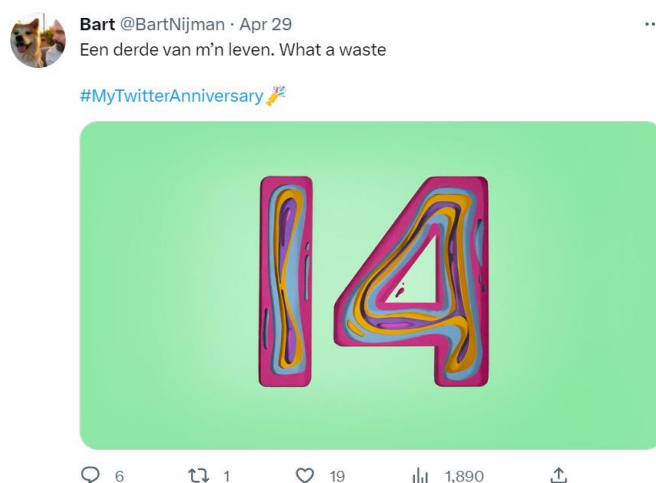 Bart @BartNijman · Apr 29
Een derde van m’n leven. What a waste
#MyTwitterAnniversary
14
6 1 19 1,890